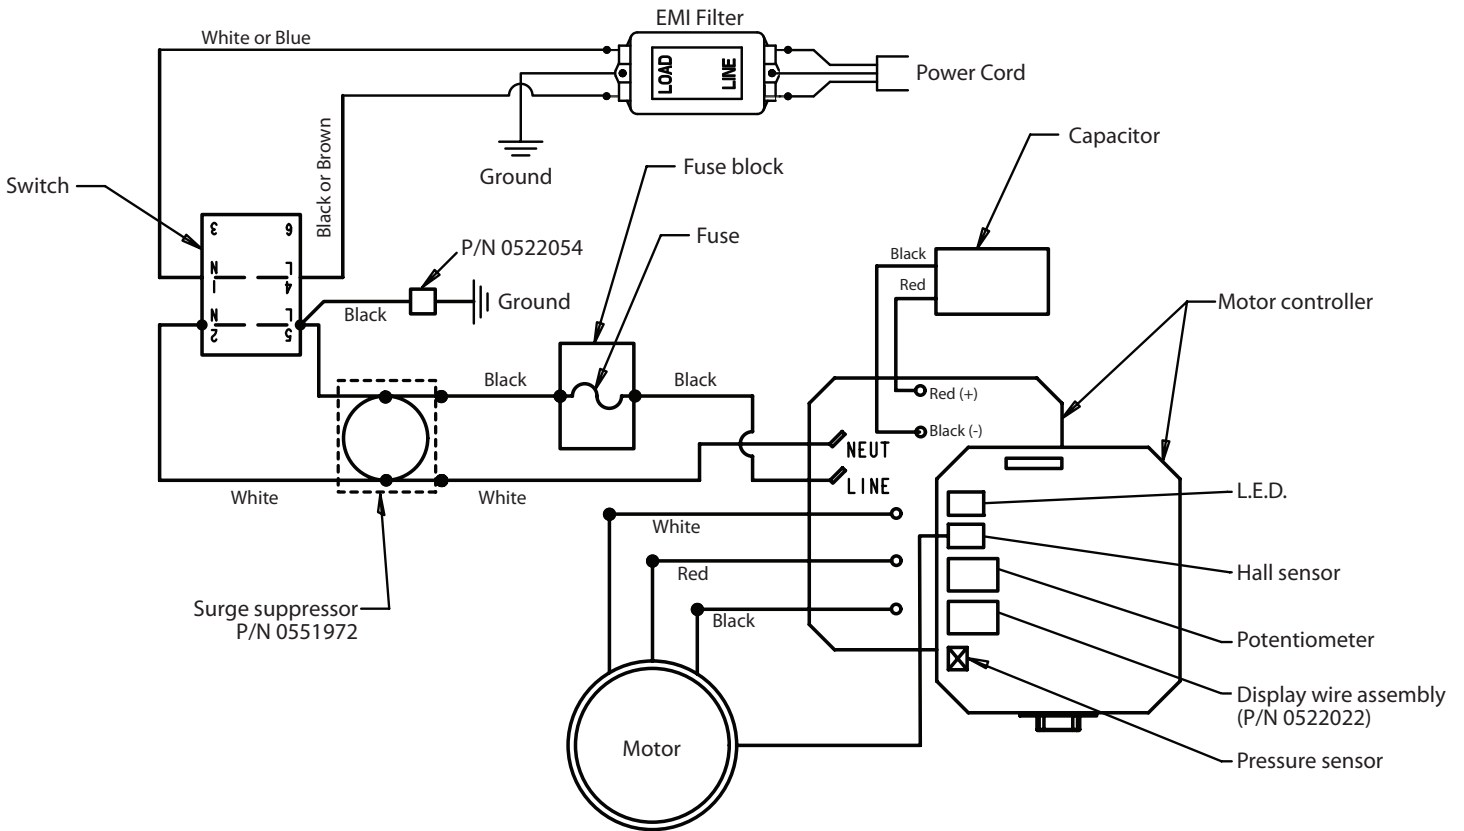 EMI Filter
White or Blue
LOAD
LINE
Power Cord
Capacitor
Black or Brown
Ground
Fuse block
Switch
3
6
Fuse
P/N 0522054
N
L
1
4
Black
Ground
Black
Red
Motor controller
N
L
2
5
Black
Black
Red (+)
Black (-)
NEUT
LINE
White
White
L.E.D.
White
Hall sensor
Red
Surge suppressor
P/N 0551972
Black
Potentiometer
Display wire assembly
(P/N 0522022)
Motor
Pressure sensor